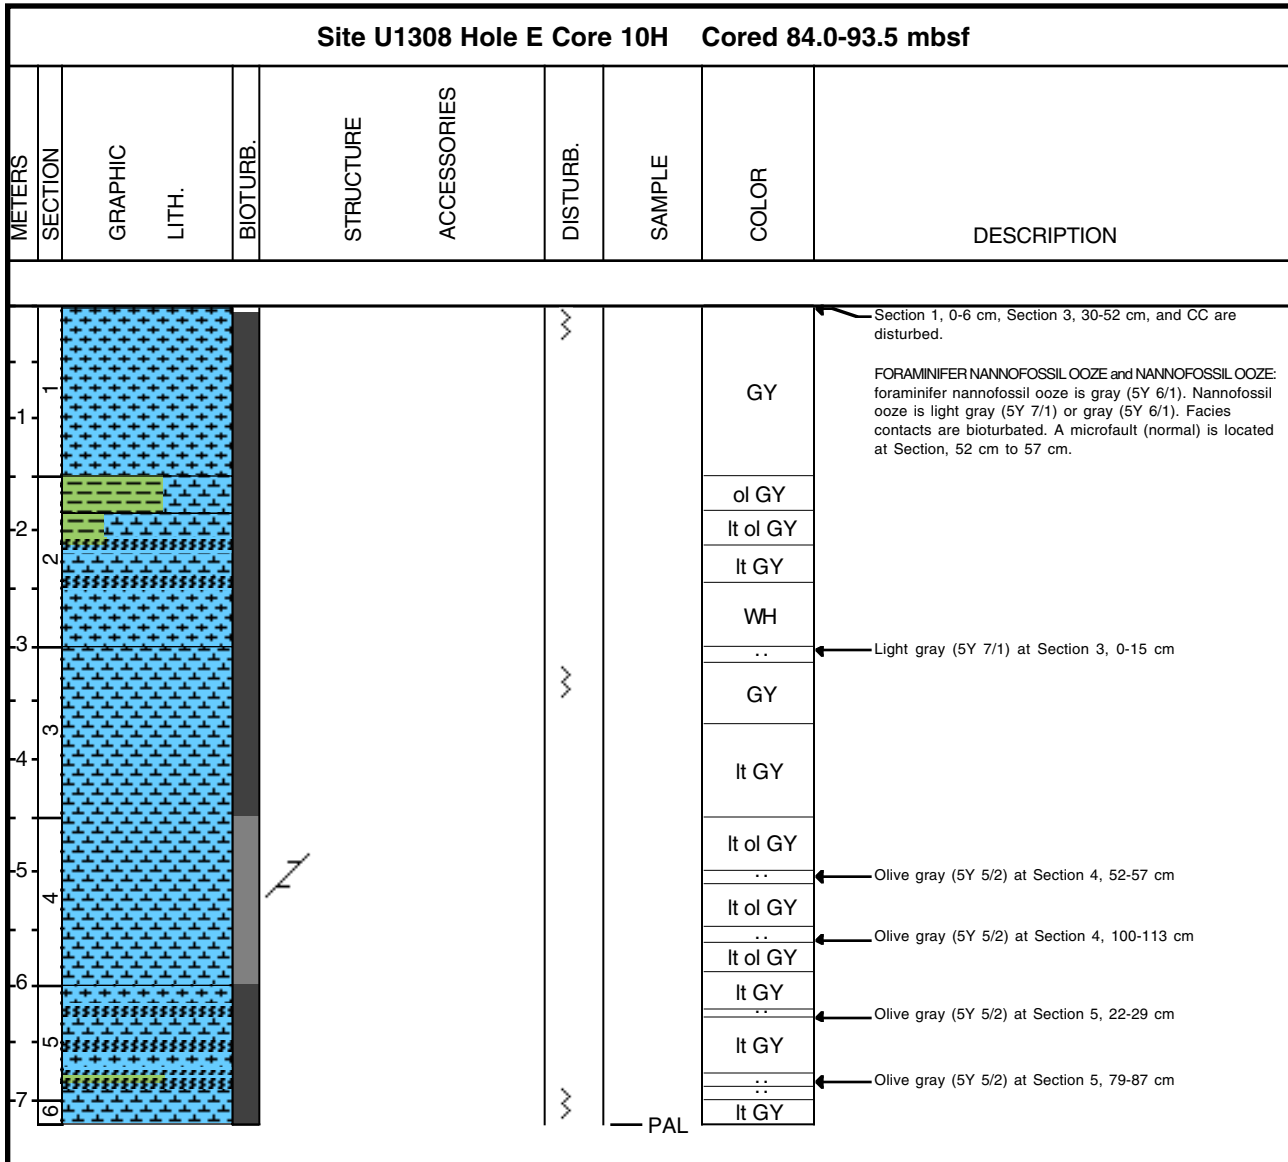 Site U1308 Hole E Core 10H Cored 84.0-93.5 mbsf
METERS
SECTION
GRAPHIC
LITH.
BIOTURB.
STRUCTURE
ACCESSORIES
DISTURB.
SAMPLE
COLOR
DESCRIPTION
Section 1, 0-6 cm, Section 3, 30-52 cm, and CC are
disturbed.
FORAMINIFER NANNOFOSSIL OOZE and NANNOFOSSIL OOZE:
foraminifer nannofossil ooze is gray (5Y 6/1). Nannofossil
ooze is light gray (5Y 7/1) or gray (5Y 6/1). Facies
contacts are bioturbated. A microfault (normal) is located
at Section, 52 cm to 57 cm.
1
1
GY
ol GY
2
lt ol GY
2
lt GY
WH
3
. .
Light gray (5Y 7/1) at Section 3, 0-15 cm
GY
3
4
lt GY
lt ol GY
5
. .
Olive gray (5Y 5/2) at Section 4, 52-57 cm
4
lt ol GY
. .
Olive gray (5Y 5/2) at Section 4, 100-113 cm
lt ol GY
6
lt GY
. .
Olive gray (5Y 5/2) at Section 5, 22-29 cm
5
lt GY
. .
Olive gray (5Y 5/2) at Section 5, 79-87 cm
. .
7
6
lt GY
PAL